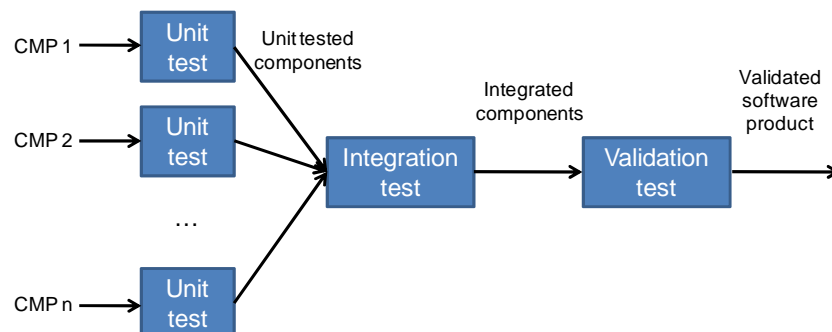 CMP 1
Unit
test
Unit tested
components
CMP 2
Unit
test
Integration
test
Integrated
components
Validation
test
Validated
software
product
...
CMP n
Unit
test